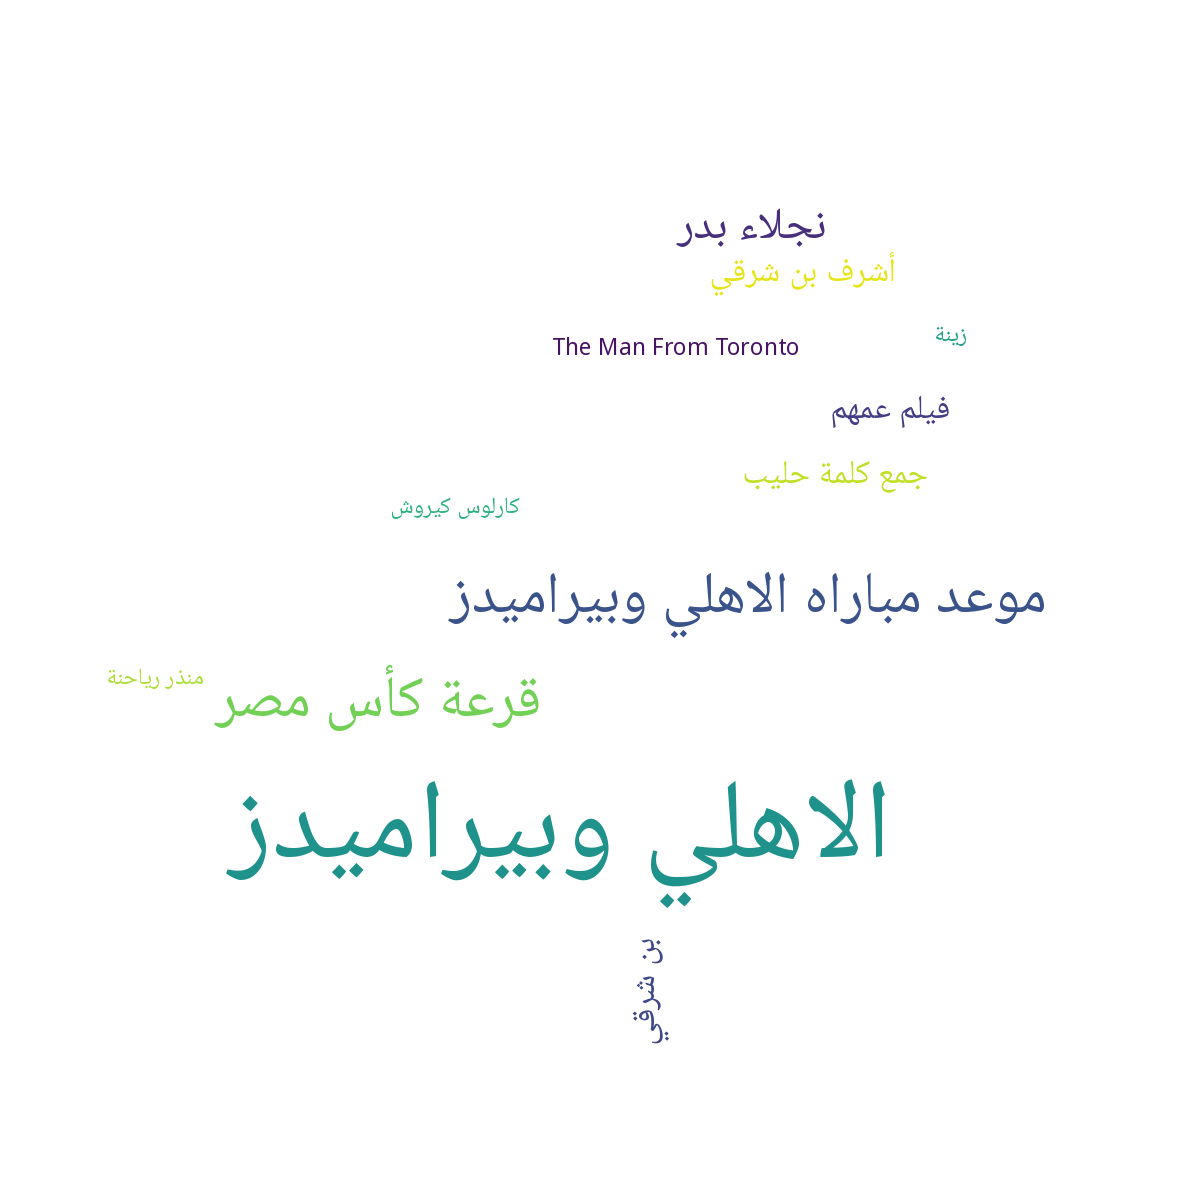 نجلاء بدر
أشرف بن شرقي
زينة
The Man From Toronto
فيلم عمهم
جمع كلمة حليب
كارلوس كيروش
موعد مباراه الاهلي وبيراميدز
قرعة كأس مصر
منذر رياحنة
الاهلي وبيراميدز
بن شرقي